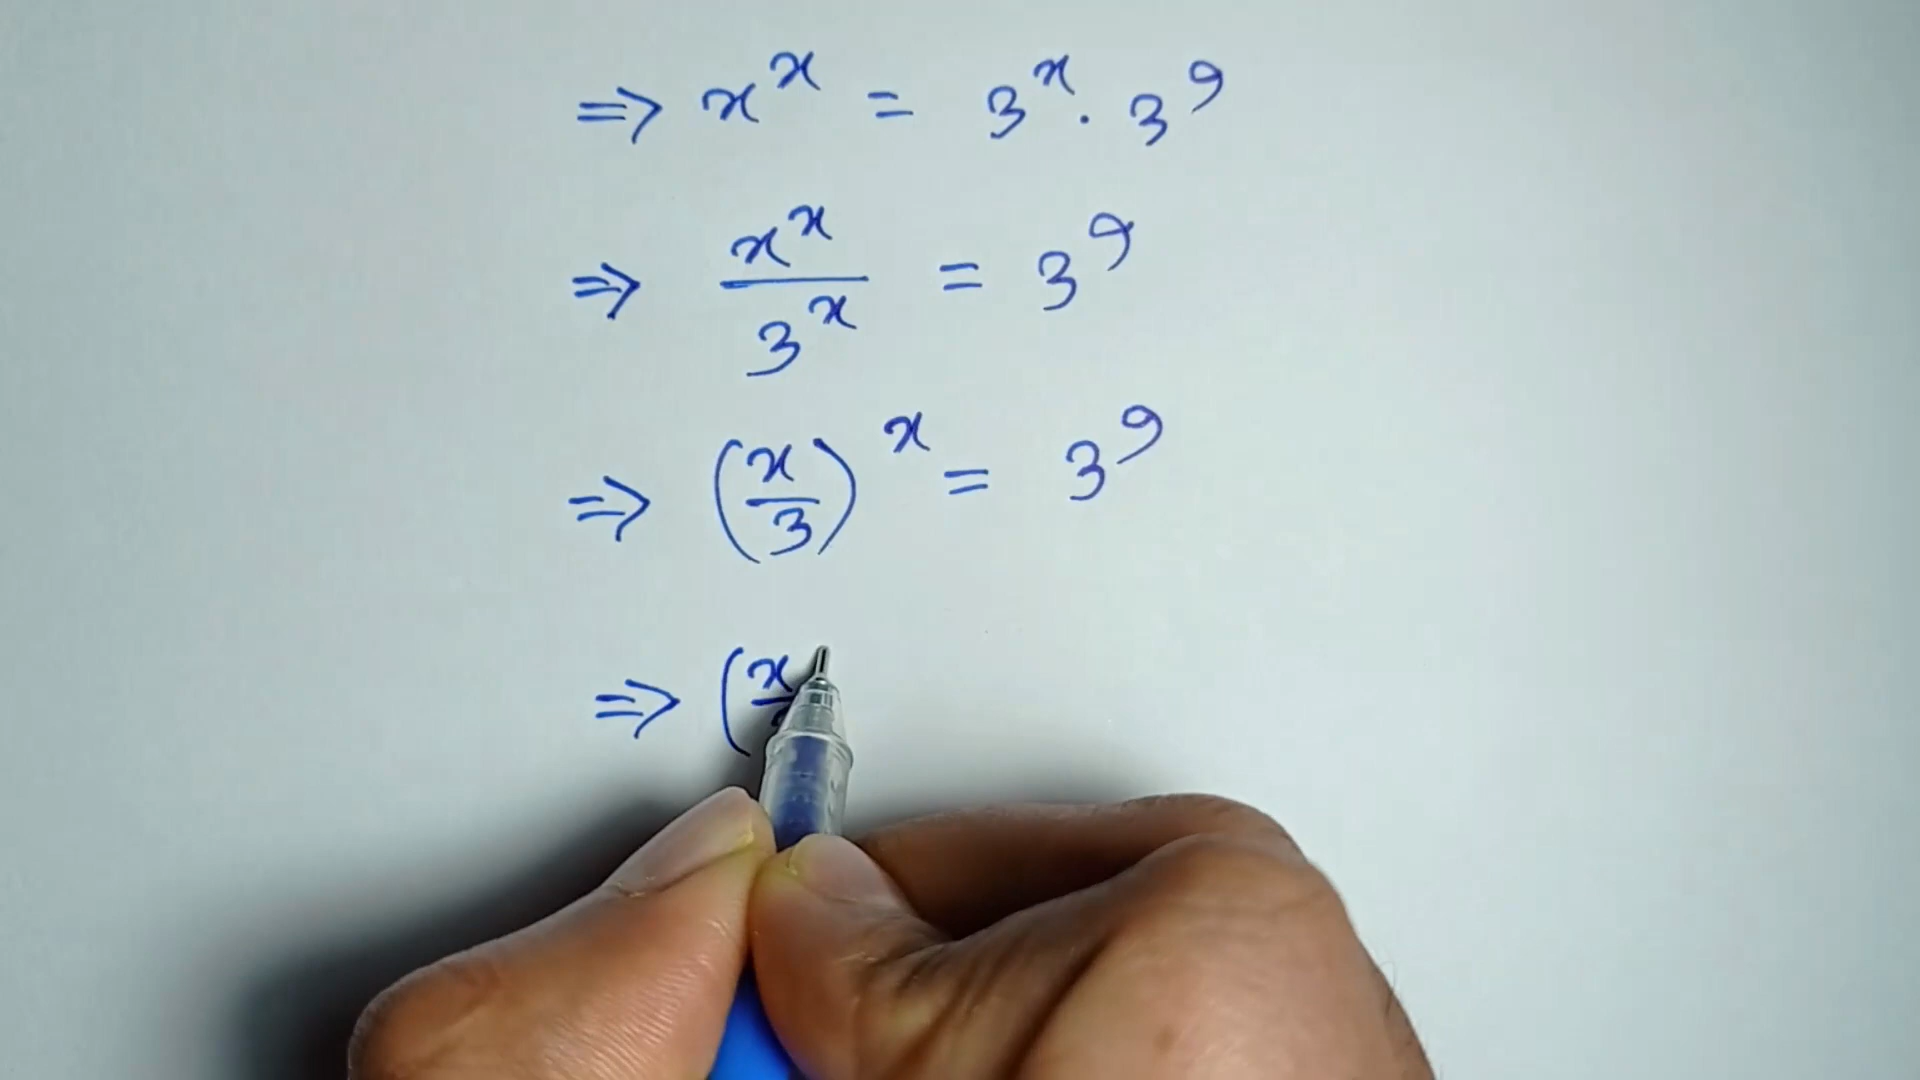 ⇒ x^x = 3^x · 3^9
⇒ x^x / 3^x = 3^9
⇒ (x/3)^x = 3^9
⇒ (x